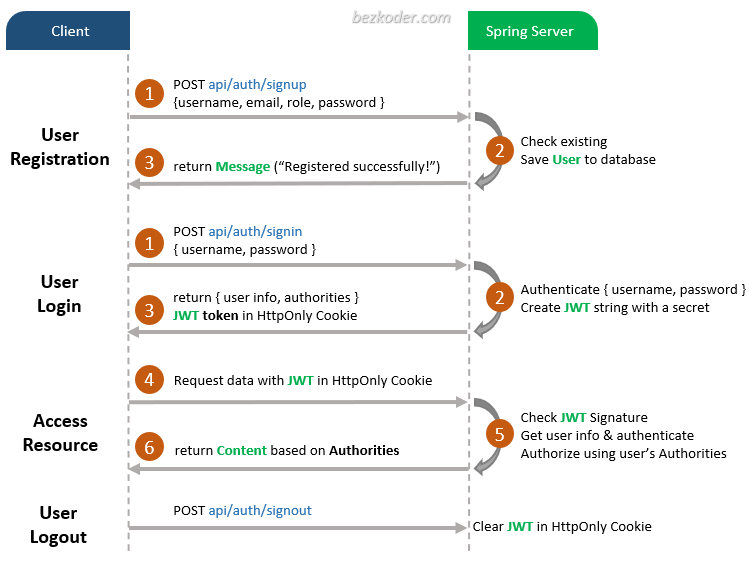 bezkoder.com
Client
Spring Server
User
Registration
1
POST api/auth/signup
{username, email, role, password }
2
Check existing
Save User to database
3
return Message ("Registered successfully!")
User
Login
1
POST api/auth/signin
{ username, password }
2
Authenticate { username, password }
Create JWT string with a secret
3
return { user info, authorities }
JWT token in HttpOnly Cookie
Access
Resource
4
Request data with JWT in HttpOnly Cookie
5
Check JWT Signature
Get user info & authenticate
Authorize using user's Authorities
6
return Content based on Authorities
User
Logout
POST api/auth/signout
Clear JWT in HttpOnly Cookie